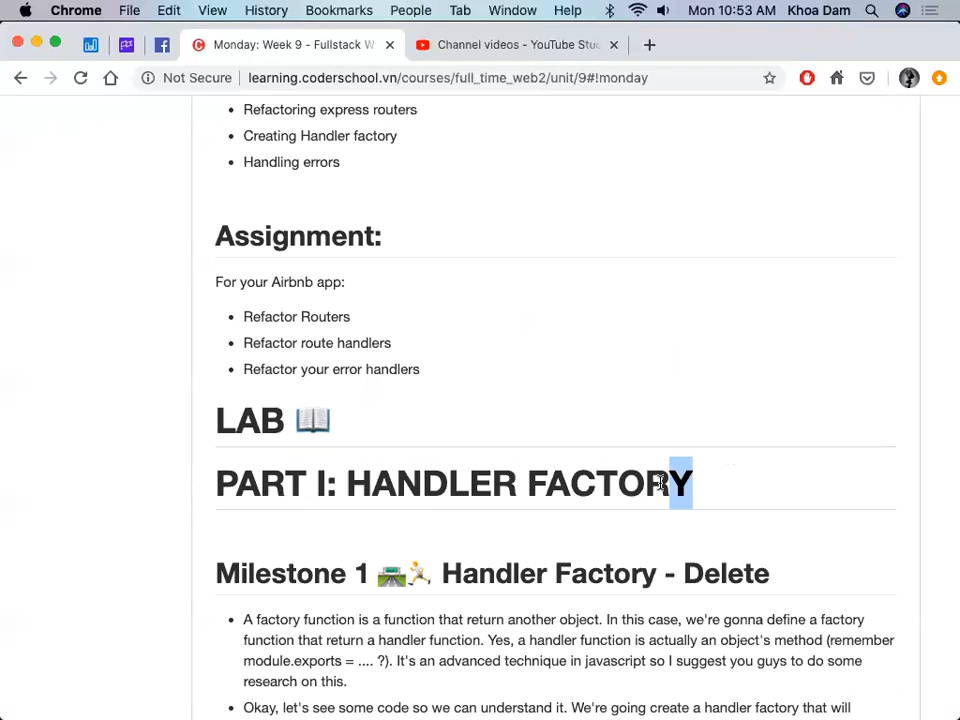 Chrome File Edit View History Bookmarks People Tab Window Help Mon 10:53 AM Khoa Dam
Monday: Week 9 - Fullstack W Channel videos - YouTube Stu
Not Secure learning.coderschool.vn/courses/full_time_web2/unit/9#!monday
• Refactoring express routers
• Creating Handler factory
• Handling errors
Assignment:
For your Airbnb app:
• Refactor Routers
• Refactor route handlers
• Refactor your error handlers
LAB 📖
PART I: HANDLER FACTORY
Milestone 1 🛣️🏃 Handler Factory - Delete
• A factory function is a function that return another object. In this case, we're gonna define a factory
function that return a handler function. Yes, a handler function is actually an object's method (remember
module.exports = .... ?). It's an advanced technique in javascript so I suggest you guys to do some
research on this.
• Okay, let's see some code so we can understand it. We're going create a handler factory that will